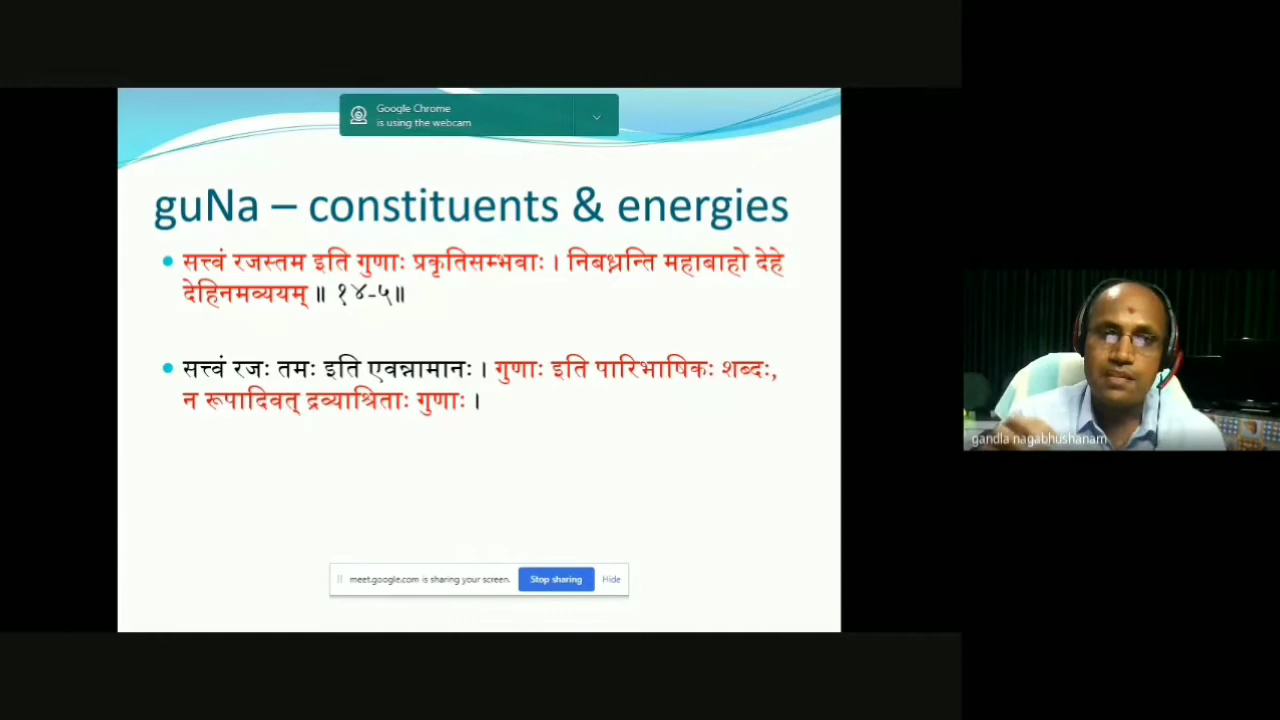 Google Chrome
is using the webcam
guNa – constituents & energies
सत्त्वं रजस्तम इति गुणाः प्रकृतिसम्भवाः । निबध्नन्ति महाबाहो देहे
देहिनमव्ययम् ॥ १४-५॥
सत्त्वं रजः तमः इति एवन्नामानः । गुणाः इति पारिभाषिकः शब्दः,
न रूपादिवत् द्रव्याश्रिताः गुणाः ।
gandla nagabhushanam
meet.google.com is sharing your screen. Stop sharing Hide